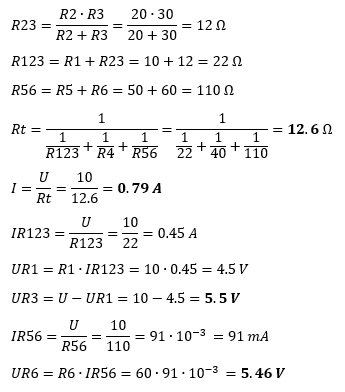 R23 = R2 · R3 / R2 + R3 = 20 · 30 / 20 + 30 = 12 Ω
R123 = R1 + R23 = 10 + 12 = 22 Ω
R56 = R5 + R6 = 50 + 60 = 110 Ω
Rt = 1 / 1/R123 + 1/R4 + 1/R56 = 1 / 1/22 + 1/40 + 1/110 = 12.6 Ω
I = U/Rt = 10/12.6 = 0.79 A
IR123 = U/R123 = 10/22 = 0.45 A
UR1 = R1 · IR123 = 10 · 0.45 = 4.5 V
UR3 = U − UR1 = 10 − 4.5 = 5.5 V
IR56 = U/R56 = 10/110 = 91 · 10⁻³ = 91 mA
UR6 = R6 · IR56 = 60 · 91 · 10⁻³ = 5.46 V